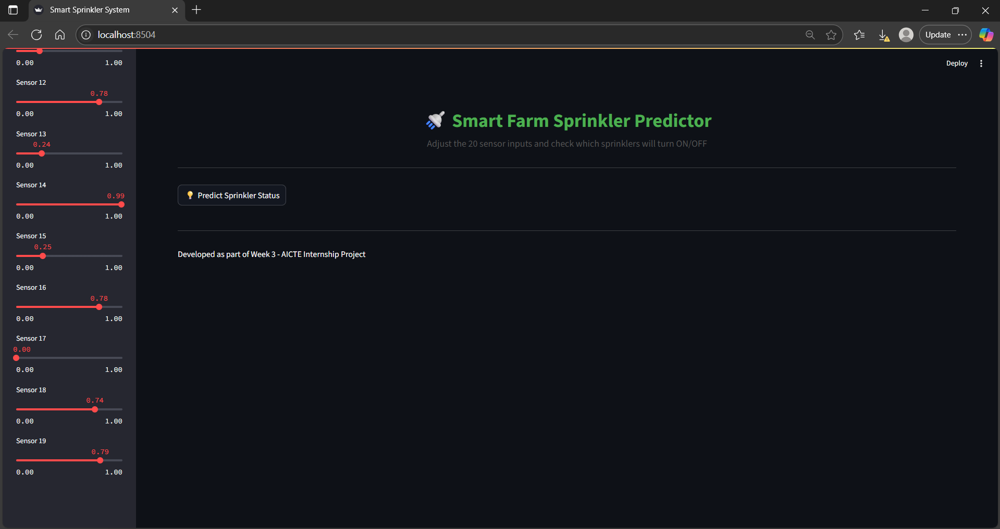 Smart Sprinkler System
localhost:8504
Update
0.00 1.00
Sensor 12
0.78
0.00 1.00
Sensor 13
0.24
0.00 1.00
Sensor 14
0.99
0.00 1.00
Sensor 15
0.25
0.00 1.00
Sensor 16
0.78
0.00 1.00
Sensor 17
0.00
0.00 1.00
Sensor 18
0.74
0.00 1.00
Sensor 19
0.79
0.00 1.00
Deploy
Smart Farm Sprinkler Predictor
Adjust the 20 sensor inputs and check which sprinklers will turn ON/OFF
Predict Sprinkler Status
Developed as part of Week 3 - AICTE Internship Project